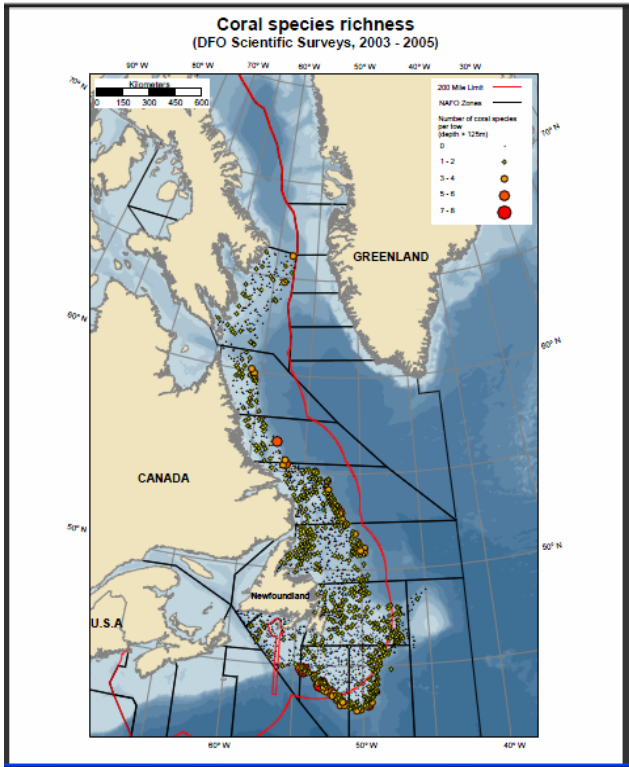 Coral species richness
(DFO Scientific Surveys, 2003 - 2005)
90° W 80° W 70° W 60° W 50° W 40° W 30° W
70° N
Kilometers
0 150 300 450 600
200 Mile Limit
NAFO Zones
Number of coral species
per tow
(depth > 125m)
0
1 - 2
3 - 4
5 - 6
7 - 8
70° N
GREENLAND
60° N
60° N
CANADA
50° N
50° N
Newfoundland
U.S.A
60° W 50° W 40° W